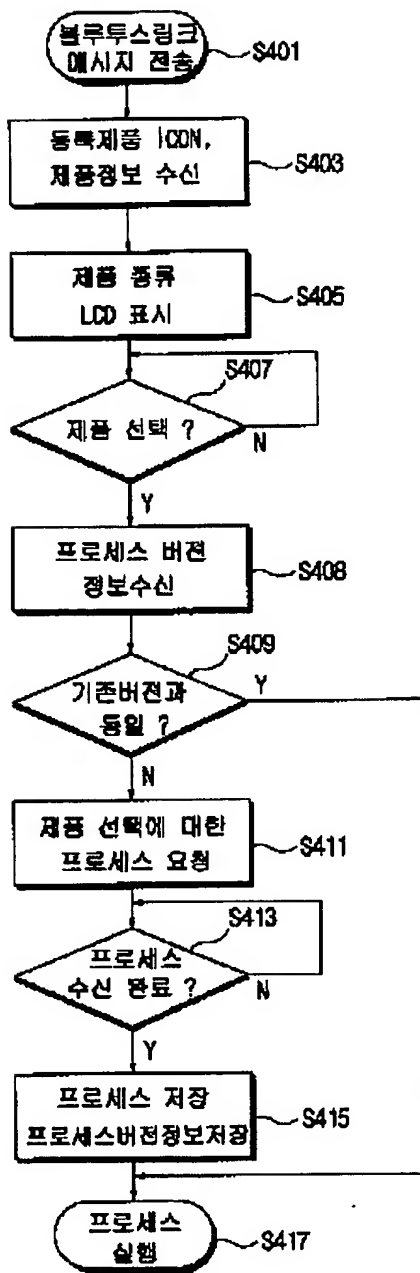 블루투스링크
메시지 전송
S401
등록제품 ICON,
제품정보 수신
S403
제품 종류
LCD 표시
S405
S407
제품 선택 ?
N
Y
프로세스 버젼
정보수신
S408
S409
기존버젼과
동일 ?
Y
N
제품 선택에 대한
프로세스 요청
S411
S413
프로세스
수신 완료 ?
N
Y
프로세스 저장
프로세스버젼정보저장
S415
프로세스
실행
S417